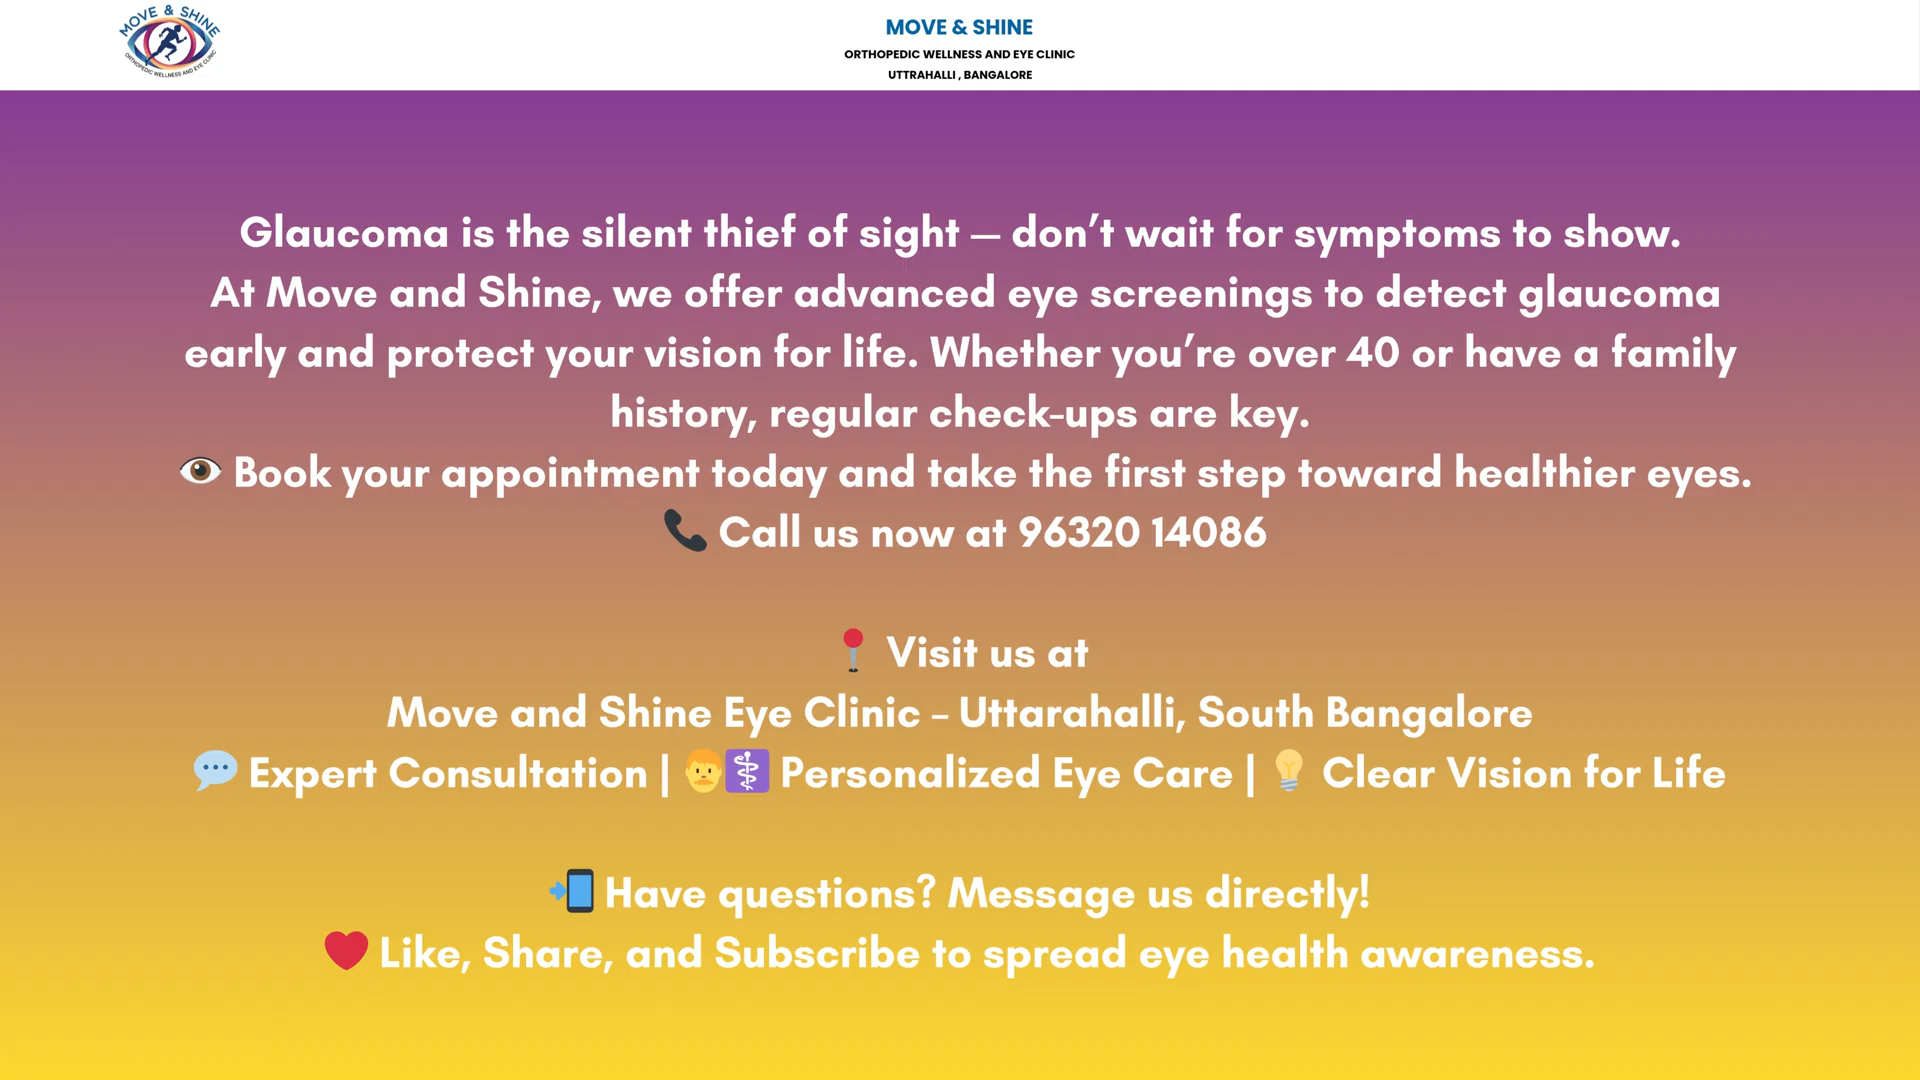 MOVE & SHINE
ORTHOPEDIC WELLNESS AND EYE CLINIC
MOVE & SHINE
ORTHOPEDIC WELLNESS AND EYE CLINIC
UTTRAHALLI , BANGALORE
Glaucoma is the silent thief of sight — don’t wait for symptoms to show.
At Move and Shine, we offer advanced eye screenings to detect glaucoma
early and protect your vision for life. Whether you’re over 40 or have a family
history, regular check-ups are key.
👁️ Book your appointment today and take the first step toward healthier eyes.
📞 Call us now at 96320 14086
📍 Visit us at
Move and Shine Eye Clinic – Uttarahalli, South Bangalore
💬 Expert Consultation | 👨⚕️ Personalized Eye Care | 💡 Clear Vision for Life
📲 Have questions? Message us directly!
❤️ Like, Share, and Subscribe to spread eye health awareness.